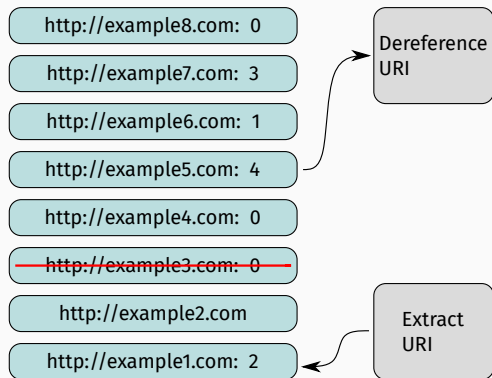 http://example8.com: 0
http://example7.com: 3
http://example6.com: 1
http://example5.com: 4
http://example4.com: 0
http://example3.com: 0
http://example2.com
http://example1.com: 2
Dereference
URI
Extract
URI